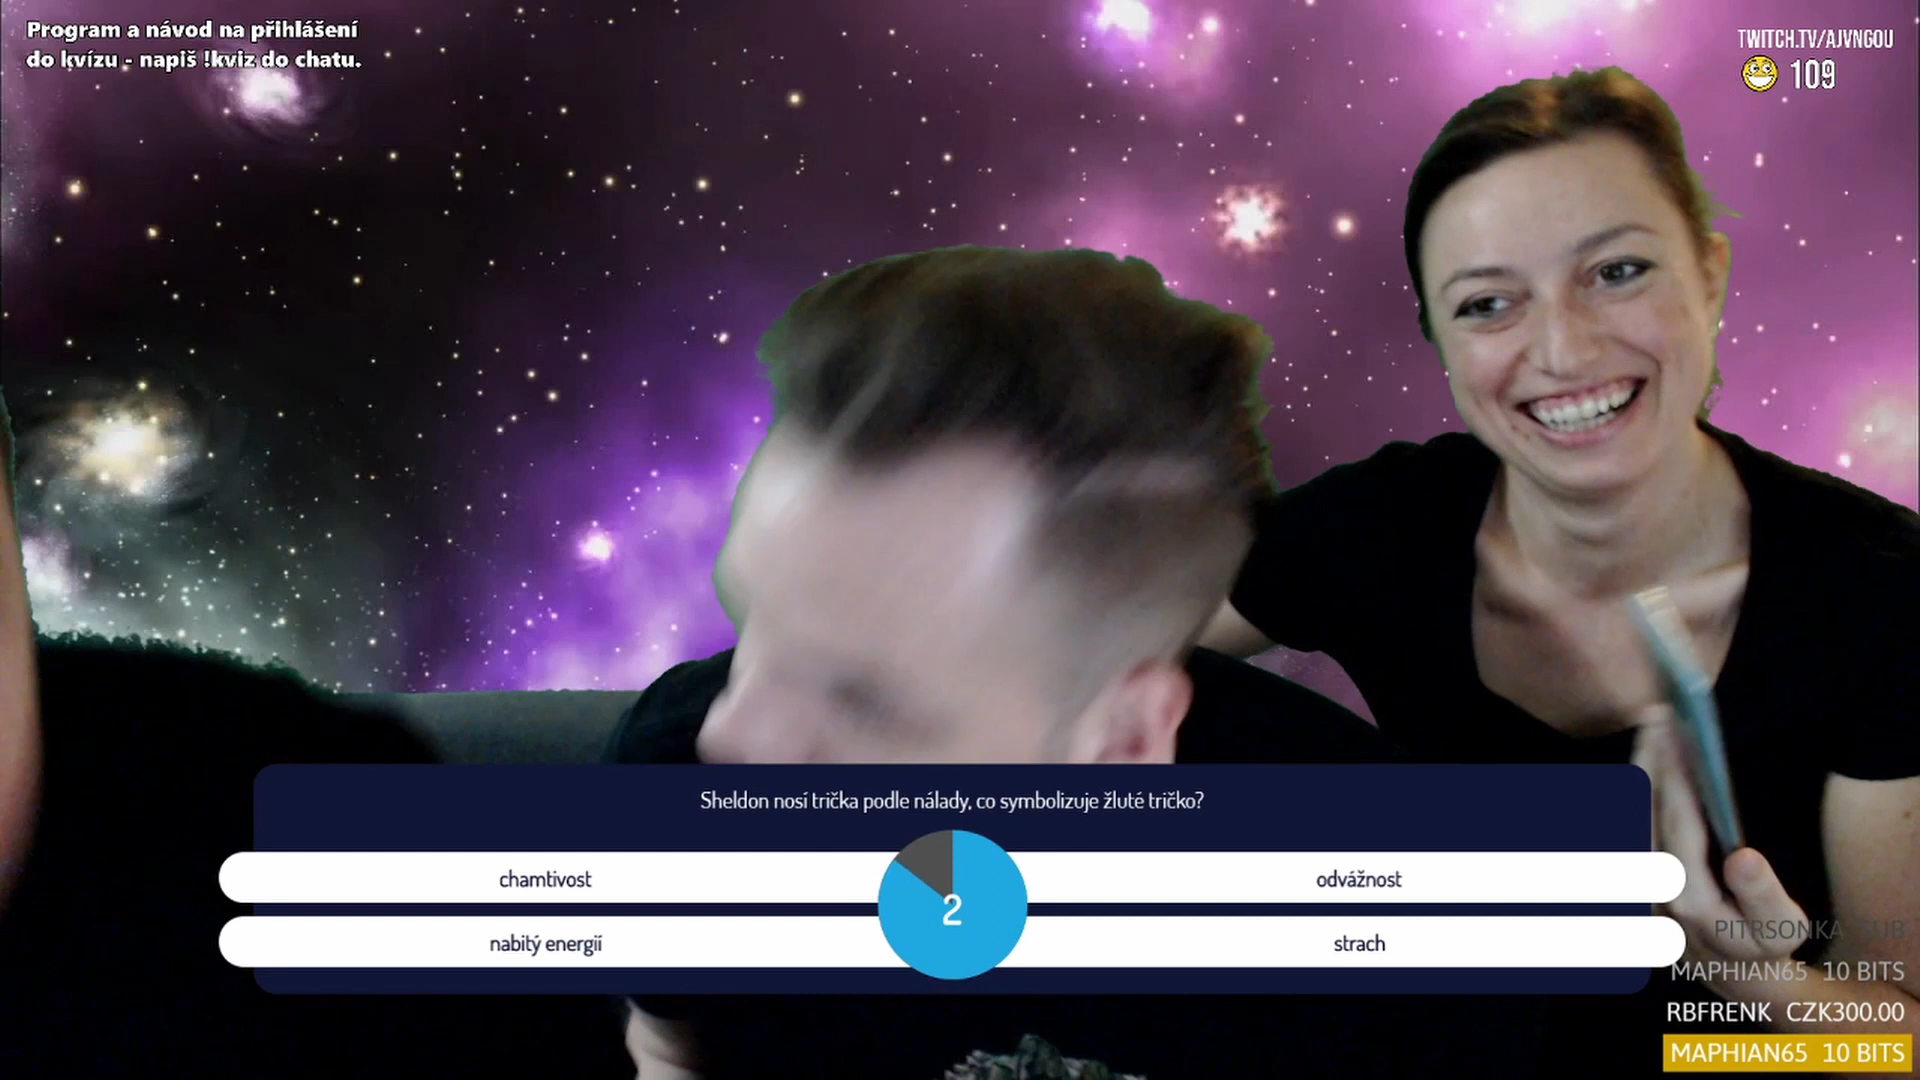 Program a návod na přihlášení
do kvízu - napiš !kviz do chatu.
TWITCH.TV/AJVNGOU
109
Sheldon nosí trička podle nálady, co symbolizuje žluté tričko?
chamtivost
odvážnost
2
nabitý energií
strach
PITRSONKA SUB
MAPHIAN65 10 BITS
RBFRENK CZK300.00
MAPHIAN65 10 BITS